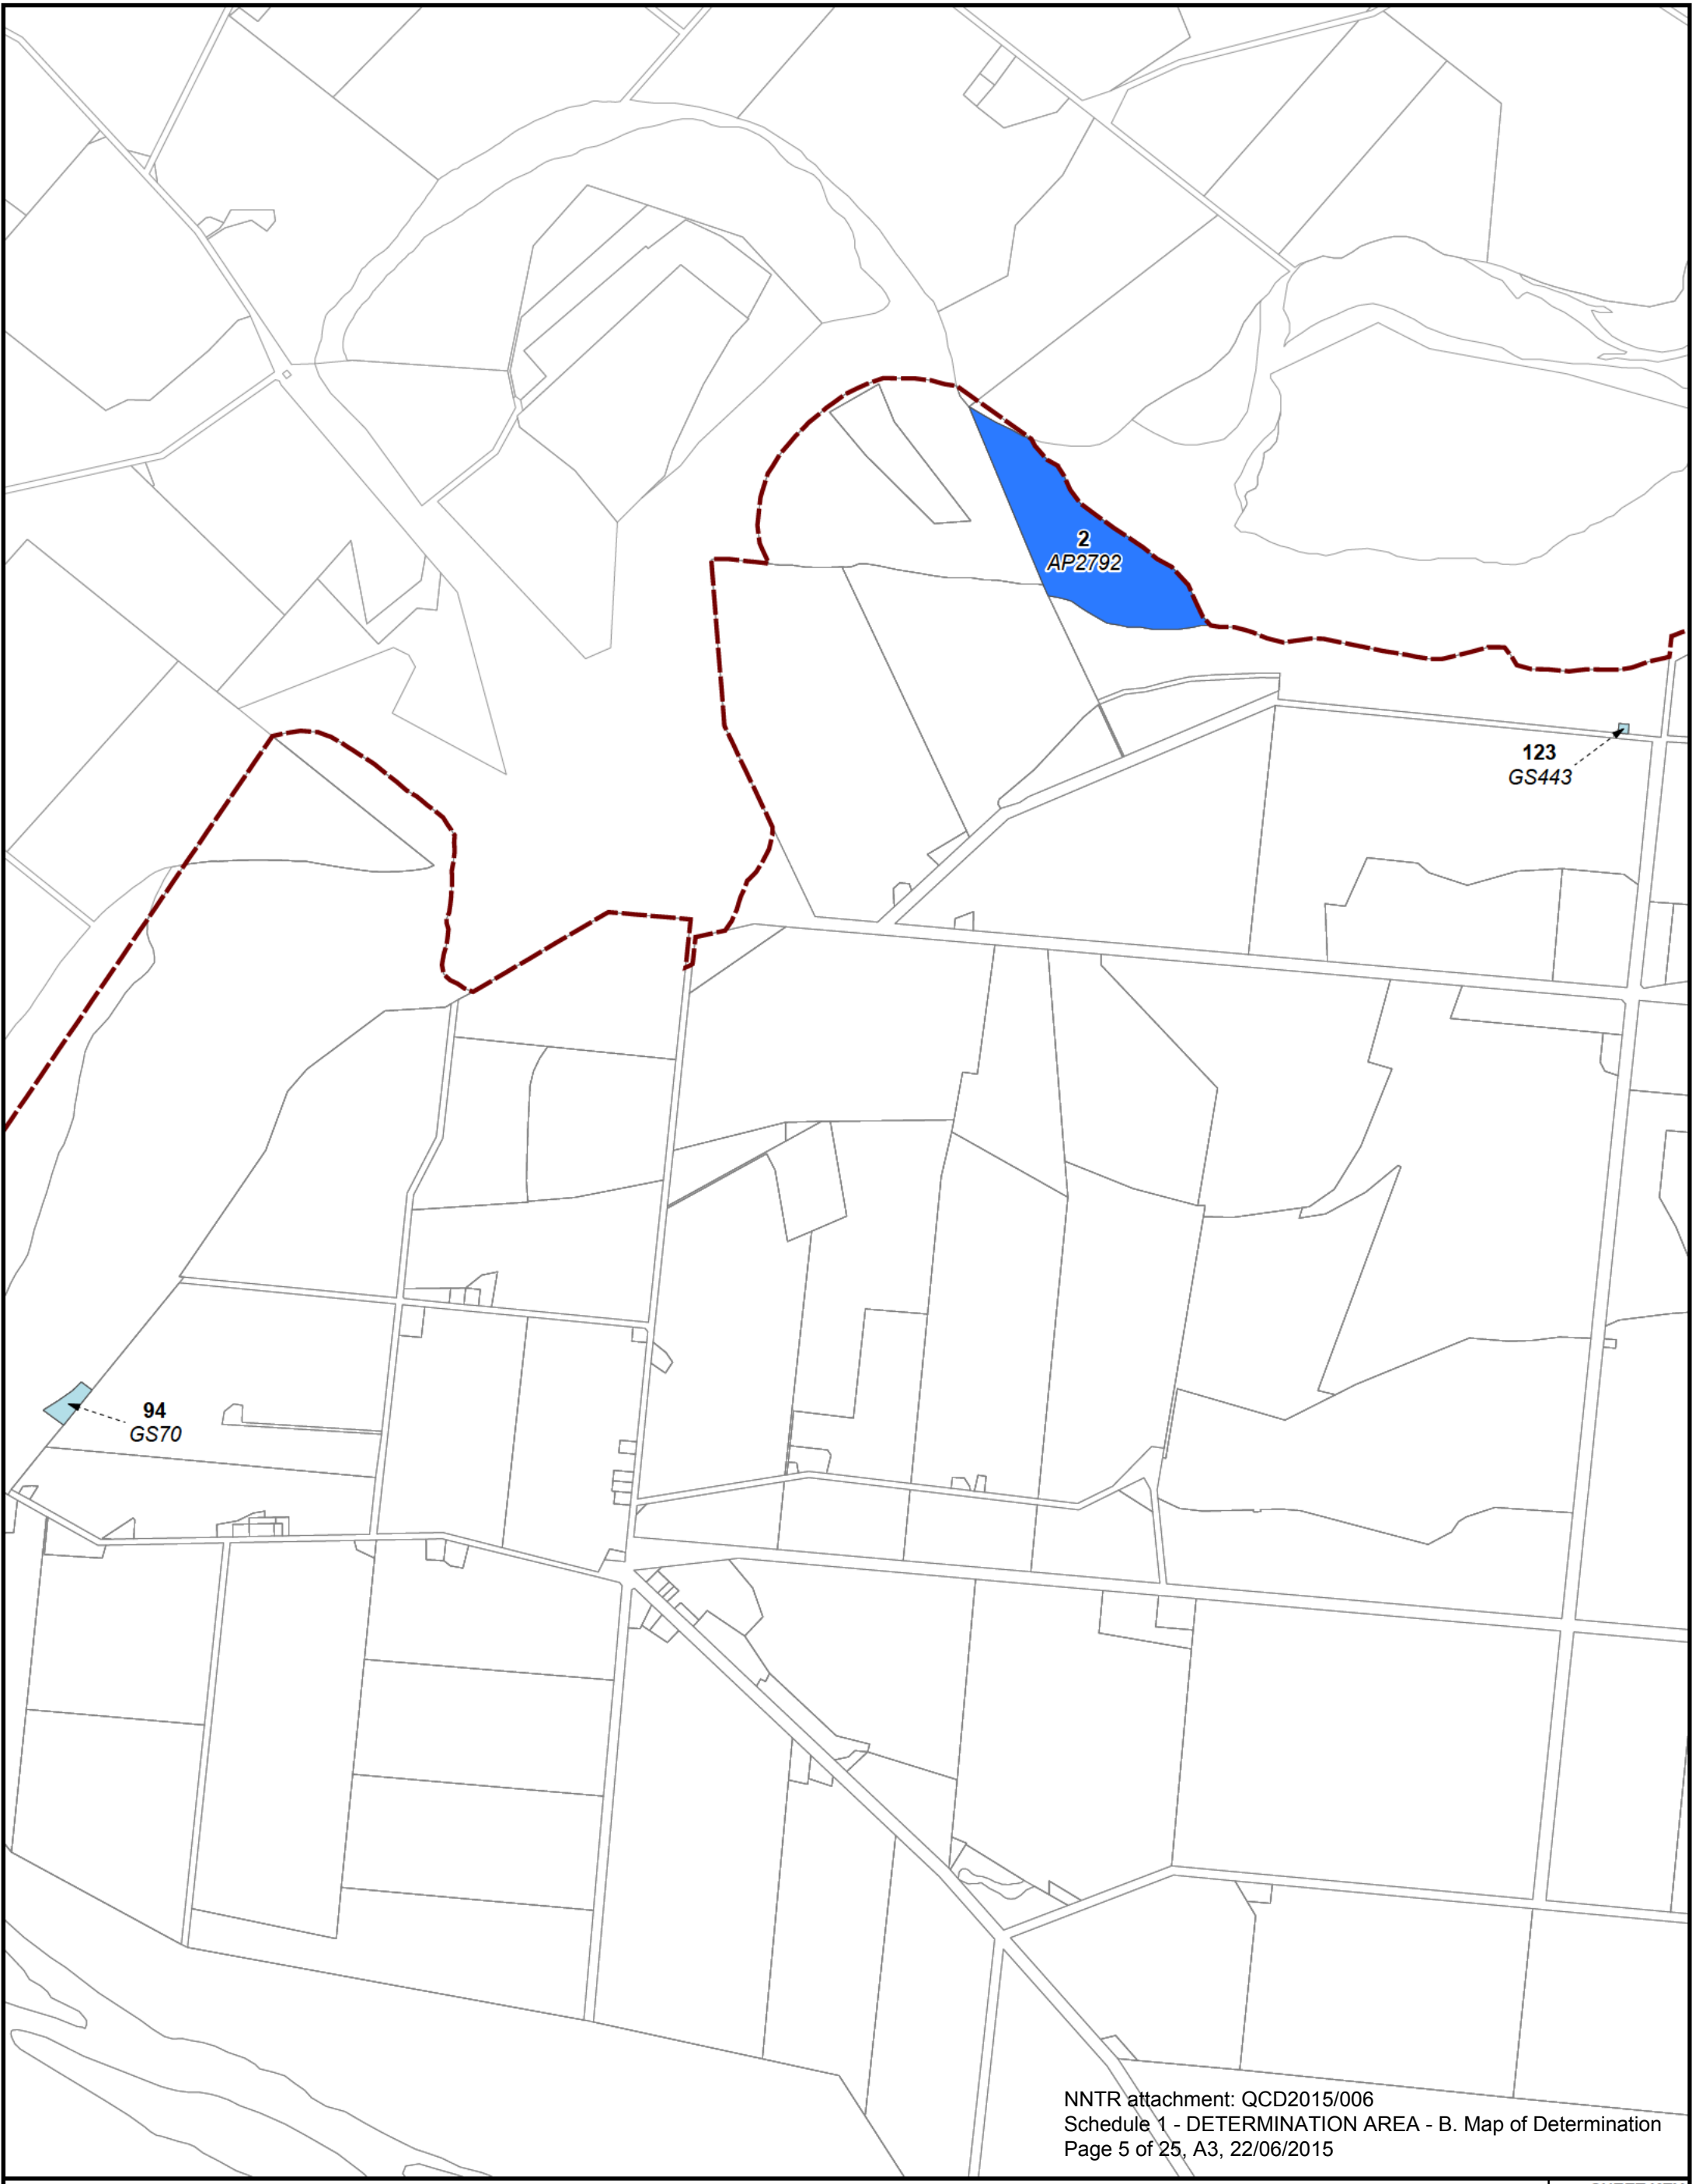 2
AP2792
123
GS443
94
GS70
NNTR attachment: QCD2015/006
Schedule 1 - DETERMINATION AREA - B. Map of Determination
Page 5 of 25, A3, 22/06/2015